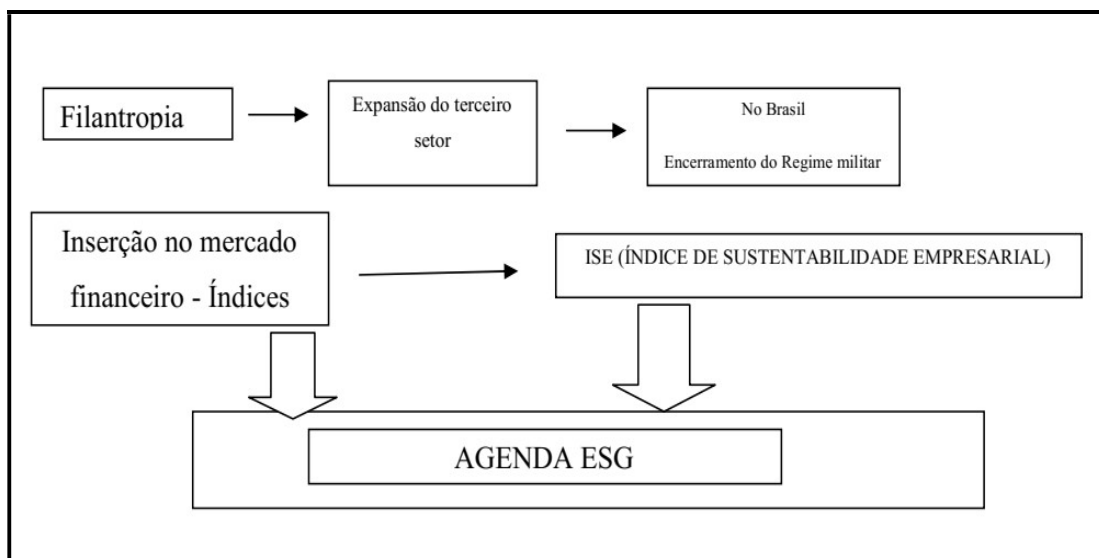 Filantropia
Expansão do terceiro
setor
No Brasil
Encerramento do Regime militar
Inserção no mercado
financeiro - Índices
ISE (ÍNDICE DE SUSTENTABILIDADE EMPRESARIAL)
AGENDA ESG